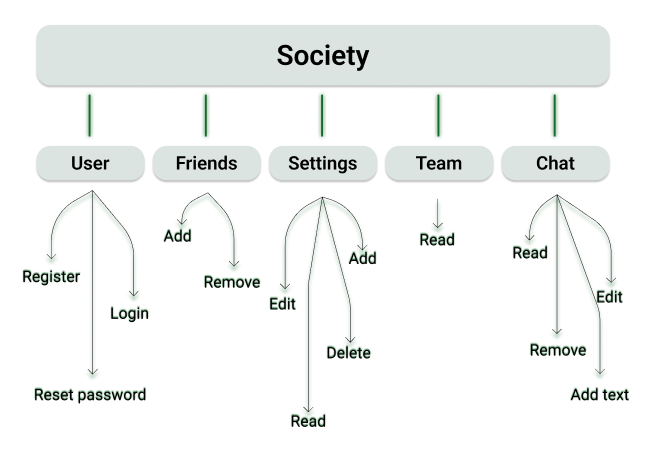 Society
User
Friends
Settings
Team
Chat
Add
Read
Read
Add
Register
Remove
Edit
Edit
Login
Remove
Delete
Reset password
Add text
Read